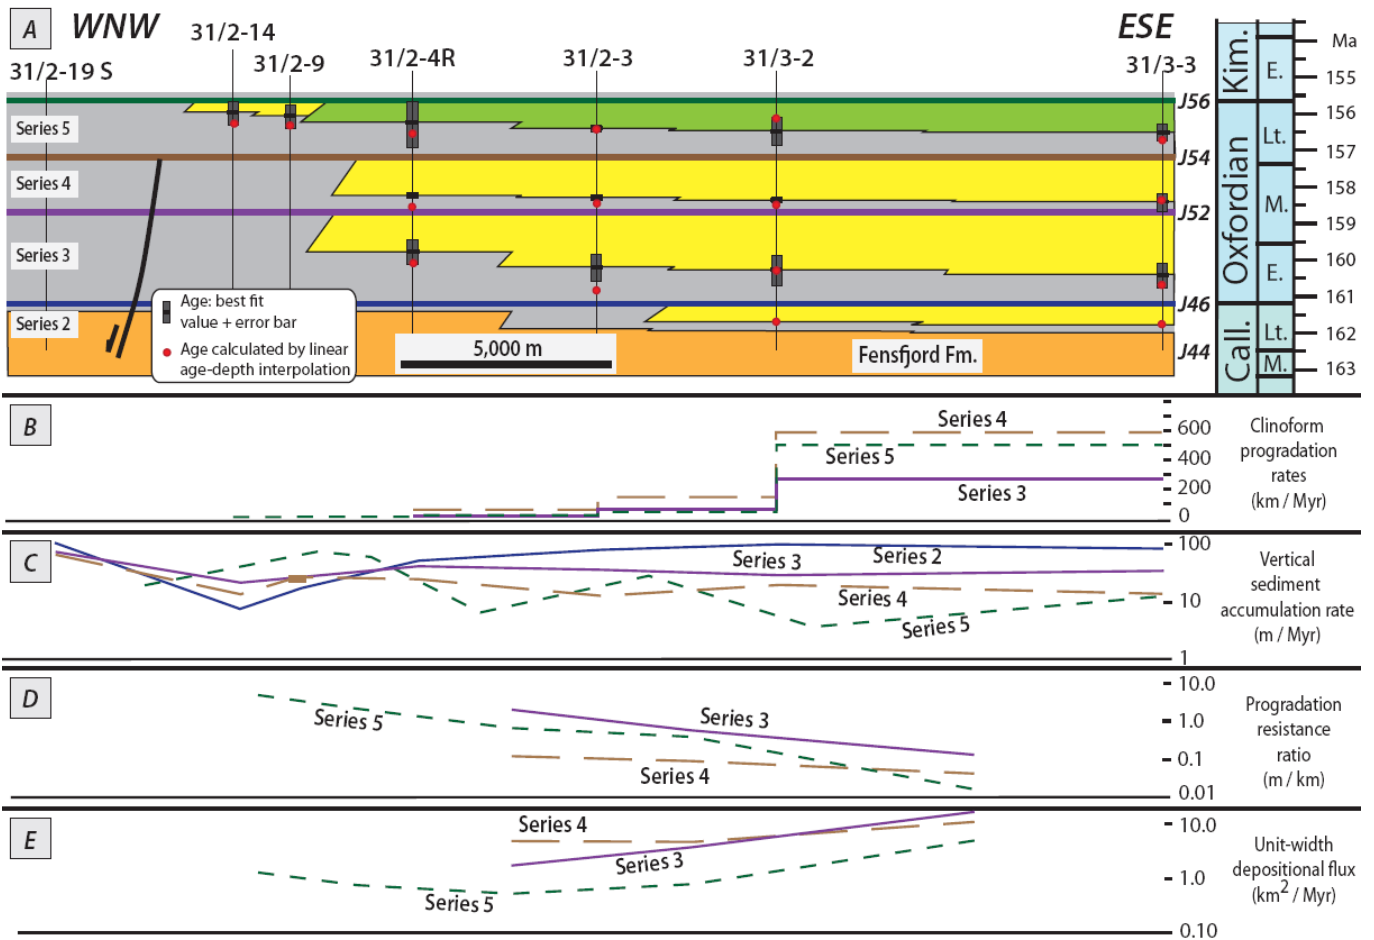 A
WNW
ESE
31/2-19 S
31/2-14
31/2-9
31/2-4R
31/2-3
31/3-2
31/3-3
Series 5
Series 4
Series 3
Series 2
J56
J54
J52
J46
J44
Age: best fit
value + error bar
Age calculated by linear
age-depth interpolation
5,000 m
Fensfjord Fm.
Kim.
Oxfordian
Call.
E.
Lt.
M.
E.
Lt.
M.
Ma
155
156
157
158
159
160
161
162
163
B
Series 4
Series 5
Series 3
600
400
200
0
Clinoform
progradation
rates
(km / Myr)
C
Series 3
Series 2
Series 4
Series 5
100
10
1
Vertical
sediment
accumulation rate
(m / Myr)
D
Series 5
Series 3
Series 4
10.0
1.0
0.1
0.01
Progradation
resistance
ratio
(m / km)
E
Series 4
Series 3
Series 5
10.0
1.0
0.10
Unit-width
depositional flux
(km² / Myr)